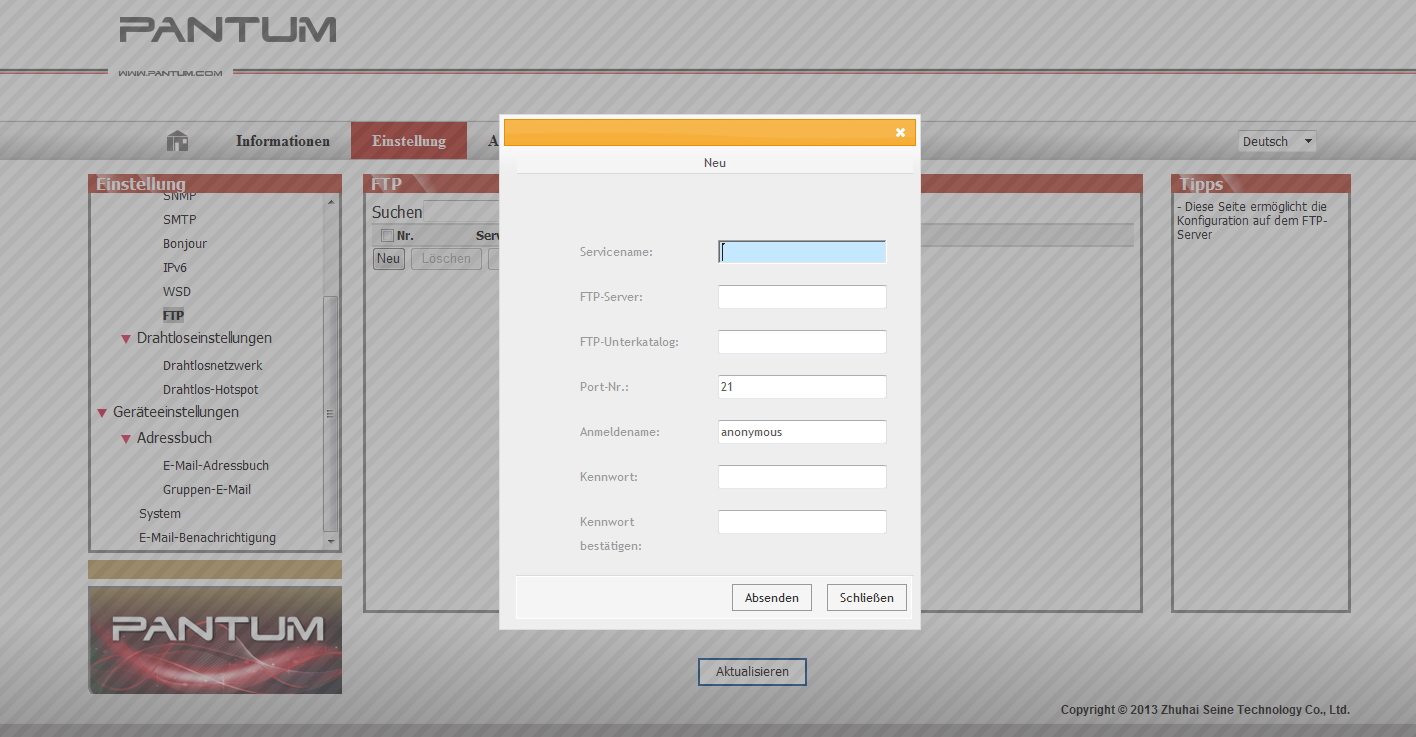 PANTUM
WWW.PANTUM.COM
Informationen
Einstellung
A
Deutsch
Einstellung
SNMP
SMTP
Bonjour
IPv6
WSD
FTP
Drahtloseinstellungen
Drahtlosnetzwerk
Drahtlos-Hotspot
Geräteeinstellungen
Adressbuch
E-Mail-Adressbuch
Gruppen-E-Mail
System
E-Mail-Benachrichtigung
PANTUM
FTP
Suchen
Nr. Serv
Neu Löschen
Neu
Servicename:
FTP-Server:
FTP-Unterkatalog:
Port-Nr.: 21
Anmeldename: anonymous
Kennwort:
Kennwort
bestätigen:
Absenden Schließen
Tipps
- Diese Seite ermöglicht die
Konfiguration auf dem FTP-
Server
Aktualisieren
Copyright © 2013 Zhuhai Seine Technology Co., Ltd.